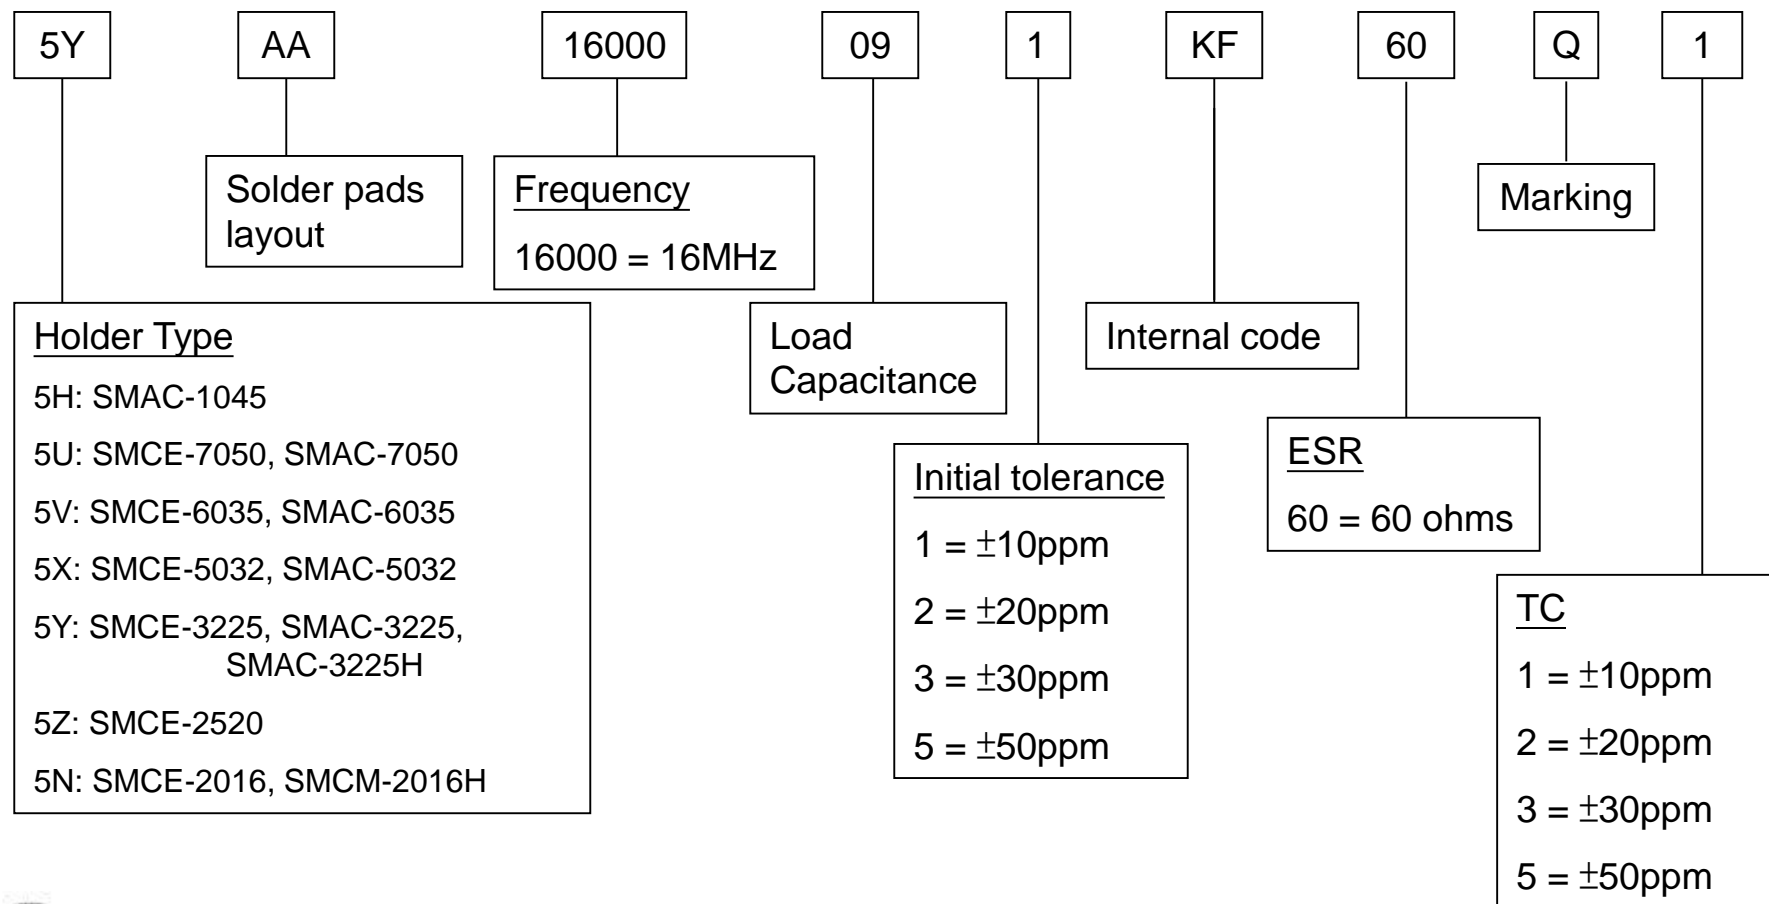 5Y AA 16000 09 1 KF 60 Q 1
Solder pads
layout
Frequency
16000 = 16MHz
Marking
Holder Type
5H: SMAC-1045
5U: SMCE-7050, SMAC-7050
5V: SMCE-6035, SMAC-6035
5X: SMCE-5032, SMAC-5032
5Y: SMCE-3225, SMAC-3225,
SMAC-3225H
5Z: SMCE-2520
5N: SMCE-2016, SMCM-2016H
Load
Capacitance
Internal code
Initial tolerance
1 = ±10ppm
2 = ±20ppm
3 = ±30ppm
5 = ±50ppm
ESR
60 = 60 ohms
TC
1 = ±10ppm
2 = ±20ppm
3 = ±30ppm
5 = ±50ppm